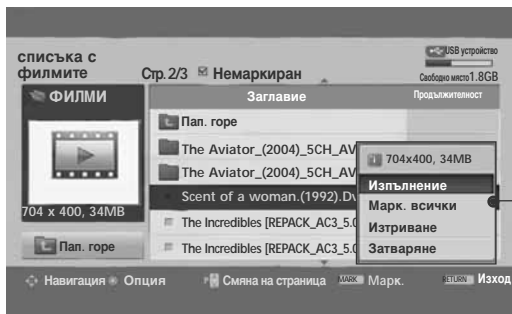 списъка с филмите
Стр. 2/3
Немаркиран
USB устройство
Свободно място1.8GB
ФИЛМИ
Заглавие
Продължителност
Пап. горе
The Aviator_(2004)_5CH_AV
The Aviator_(2004)_5CH_AV
Scent of a woman.(1992).Dv
The Incredibles [REPACK_AC3_5.0
The Incredibles [REPACK_AC3_5.0
704 x 400, 34MB
Пап. горе
704x400, 34MB
Изпълнение
Марк. всички
Изтриване
Затваряне
Навигация
Опция
P
Смяна на страница
MARK
Марк.
RETURN
Изход